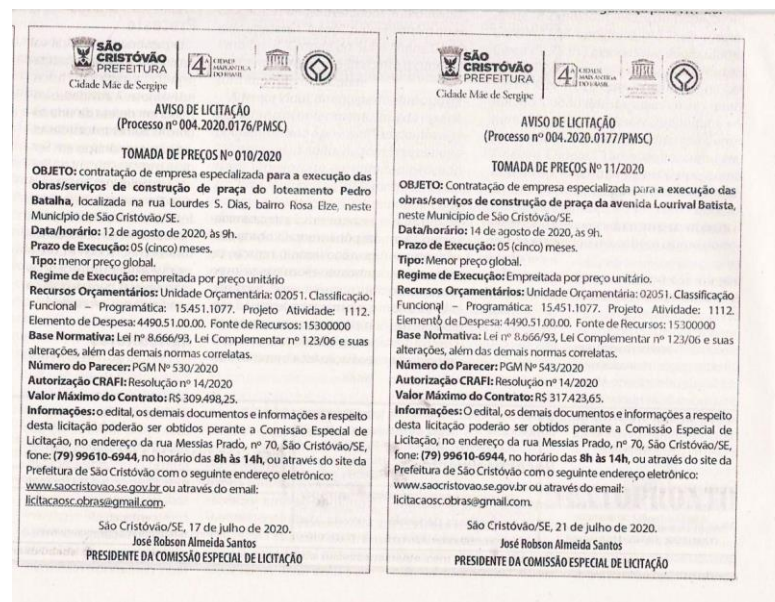 SÃO
CRISTÓVÃO
PREFEITURA
Cidade Mãe de Sergipe
4ª CIDADE
MAIS ANTIGA
DO BRASIL
AVISO DE LICITAÇÃO
(Processo nº 004.2020.0176/PMSC)
TOMADA DE PREÇOS Nº 010/2020
OBJETO: contratação de empresa especializada para a execução das
obras/serviços de construção de praça do loteamento Pedro
Batalha, localizada na rua Lourdes S. Dias, bairro Rosa Elze, neste
Município de São Cristóvão/SE.
Data/horário: 12 de agosto de 2020, às 9h.
Prazo de Execução: 05 (cinco) meses.
Tipo: menor preço global.
Regime de Execução: empreitada por preço unitário
Recursos Orçamentários: Unidade Orçamentária: 02051. Classificação
Funcional – Programática: 15.451.1077. Projeto Atividade: 1112.
Elemento de Despesa: 4490.51.00.00. Fonte de Recursos: 15300000
Base Normativa: Lei nº 8.666/93, Lei Complementar nº 123/06 e suas
alterações, além das demais normas correlatas.
Número do Parecer: PGM Nº 530/2020
Autorização CRAFI: Resolução nº 14/2020
Valor Máximo do Contrato: R$ 309.498,25.
Informações: o edital, os demais documentos e informações a respeito
desta licitação poderão ser obtidos perante a Comissão Especial de
Licitação, no endereço da rua Messias Prado, nº 70, São Cristóvão/SE,
fone: (79) 99610-6944, no horário das 8h às 14h, ou através do site da
Prefeitura de São Cristóvão com o seguinte endereço eletrônico:
www.saocristovao.se.gov.br ou através do email:
licitacaosc.obras@gmail.com.
São Cristóvão/SE, 17 de julho de 2020.
José Robson Almeida Santos
PRESIDENTE DA COMISSÃO ESPECIAL DE LICITAÇÃO
SÃO
CRISTÓVÃO
PREFEITURA
Cidade Mãe de Sergipe
4ª CIDADE
MAIS ANTIGA
DO BRASIL
AVISO DE LICITAÇÃO
(Processo nº 004.2020.0177/PMSC)
TOMADA DE PREÇOS Nº 11/2020
OBJETO: Contratação de empresa especializada para a execução das
obras/serviços de construção de praça da avenida Lourival Batista,
neste Município de São Cristóvão/SE.
Data/horário: 14 de agosto de 2020, às 9h.
Prazo de Execução: 05 (cinco) meses.
Tipo: Menor preço global.
Regime de Execução: Empreitada por preço unitário.
Recursos Orçamentários: Unidade Orçamentária: 02051. Classificação
Funcional – Programática: 15.451.1077. Projeto Atividade: 1112.
Elemento de Despesa: 4490.51.00.00. Fonte de Recursos: 15300000
Base Normativa: Lei nº 8.666/93, Lei Complementar nº 123/06 e suas
alterações, além das demais normas correlatas.
Número do Parecer: PGM Nº 543/2020
Autorização CRAFI: Resolução nº 14/2020
Valor Máximo do Contrato: R$ 317.423,65.
Informações: O edital, os demais documentos e informações a respeito
desta licitação poderão ser obtidos perante a Comissão Especial de
Licitação, no endereço da rua Messias Prado, nº 70, São Cristóvão/SE,
fone: (79) 99610-6944, no horário das 8h às 14h, ou através do site da
Prefeitura de São Cristóvão com o seguinte endereço eletrônico:
www.saocristovao.se.gov.br ou através do email:
licitacaosc.obras@gmail.com.
São Cristóvão/SE, 21 de julho de 2020.
José Robson Almeida Santos
PRESIDENTE DA COMISSÃO ESPECIAL DE LICITAÇÃO